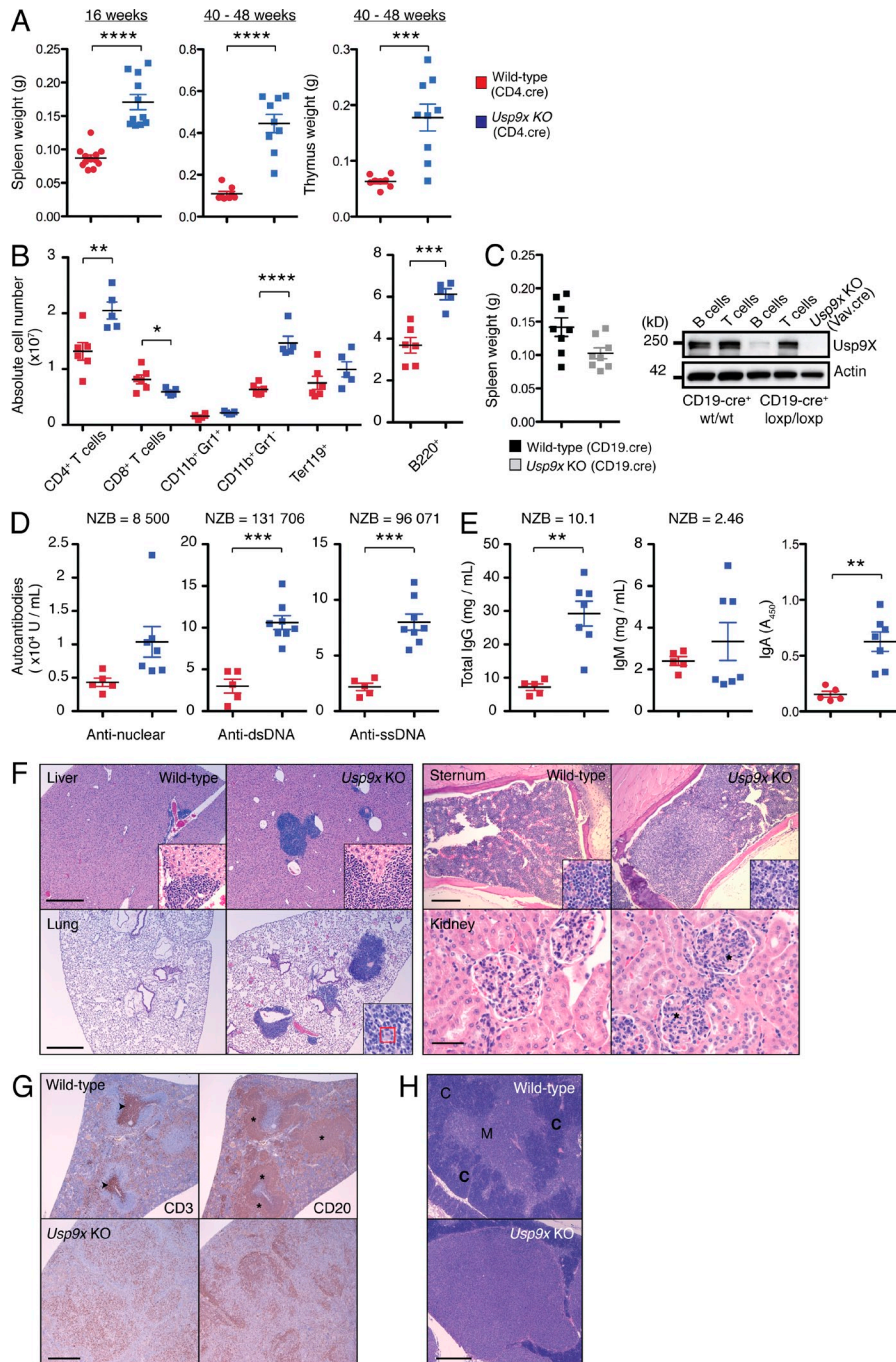 A
16 weeks
40 - 48 weeks
40 - 48 weeks
****
****
***
Spleen weight (g)
0.25
0.20
0.15
0.10
0.05
0.00
0.8
0.6
0.4
0.2
0.0
Thymus weight (g)
0.3
0.2
0.1
0.0
Wild-type
(CD4.cre)
Usp9x KO
(CD4.cre)
B
Absolute cell number
(x10⁷)
3
2
1
0
**
*
****
CD4⁺ T cells
CD8⁺ T cells
CD11b⁺ Gr1⁺
CD11b⁺ Gr1⁻
Ter119⁺
8
6
4
2
0
***
B220⁺
C
Spleen weight (g)
0.25
0.20
0.15
0.10
0.05
0.00
Wild-type (CD19.cre)
Usp9x KO (CD19.cre)
B cells
T cells
B cells
T cells
Usp9x KO
(Vav.cre)
(kD)
250
Usp9X
42
Actin
CD19-cre⁺
wt/wt
CD19-cre⁺
loxp/loxp
D
NZB = 8 500
NZB = 131 706
NZB = 96 071
Autoantibodies
( x10⁴ U / mL)
2.5
2
1.5
1
0.5
0
Anti-nuclear
***
20
15
10
5
0
Anti-dsDNA
***
15
10
5
0
Anti-ssDNA
E
NZB = 10.1
NZB = 2.46
**
Total IgG (mg / mL)
50
40
30
20
10
0
IgM (mg / mL)
8
6
4
2
0
**
IgA (A₄₅₀)
1.5
1.0
0.5
0.0
F
Liver
Wild-type
Usp9x KO
Sternum
Wild-type
Usp9x KO
Lung
Kidney
*
*
G
Wild-type
CD3
*
*
*
*
CD20
Usp9x KO
H
Wild-type
C
C
M
C
Usp9x KO